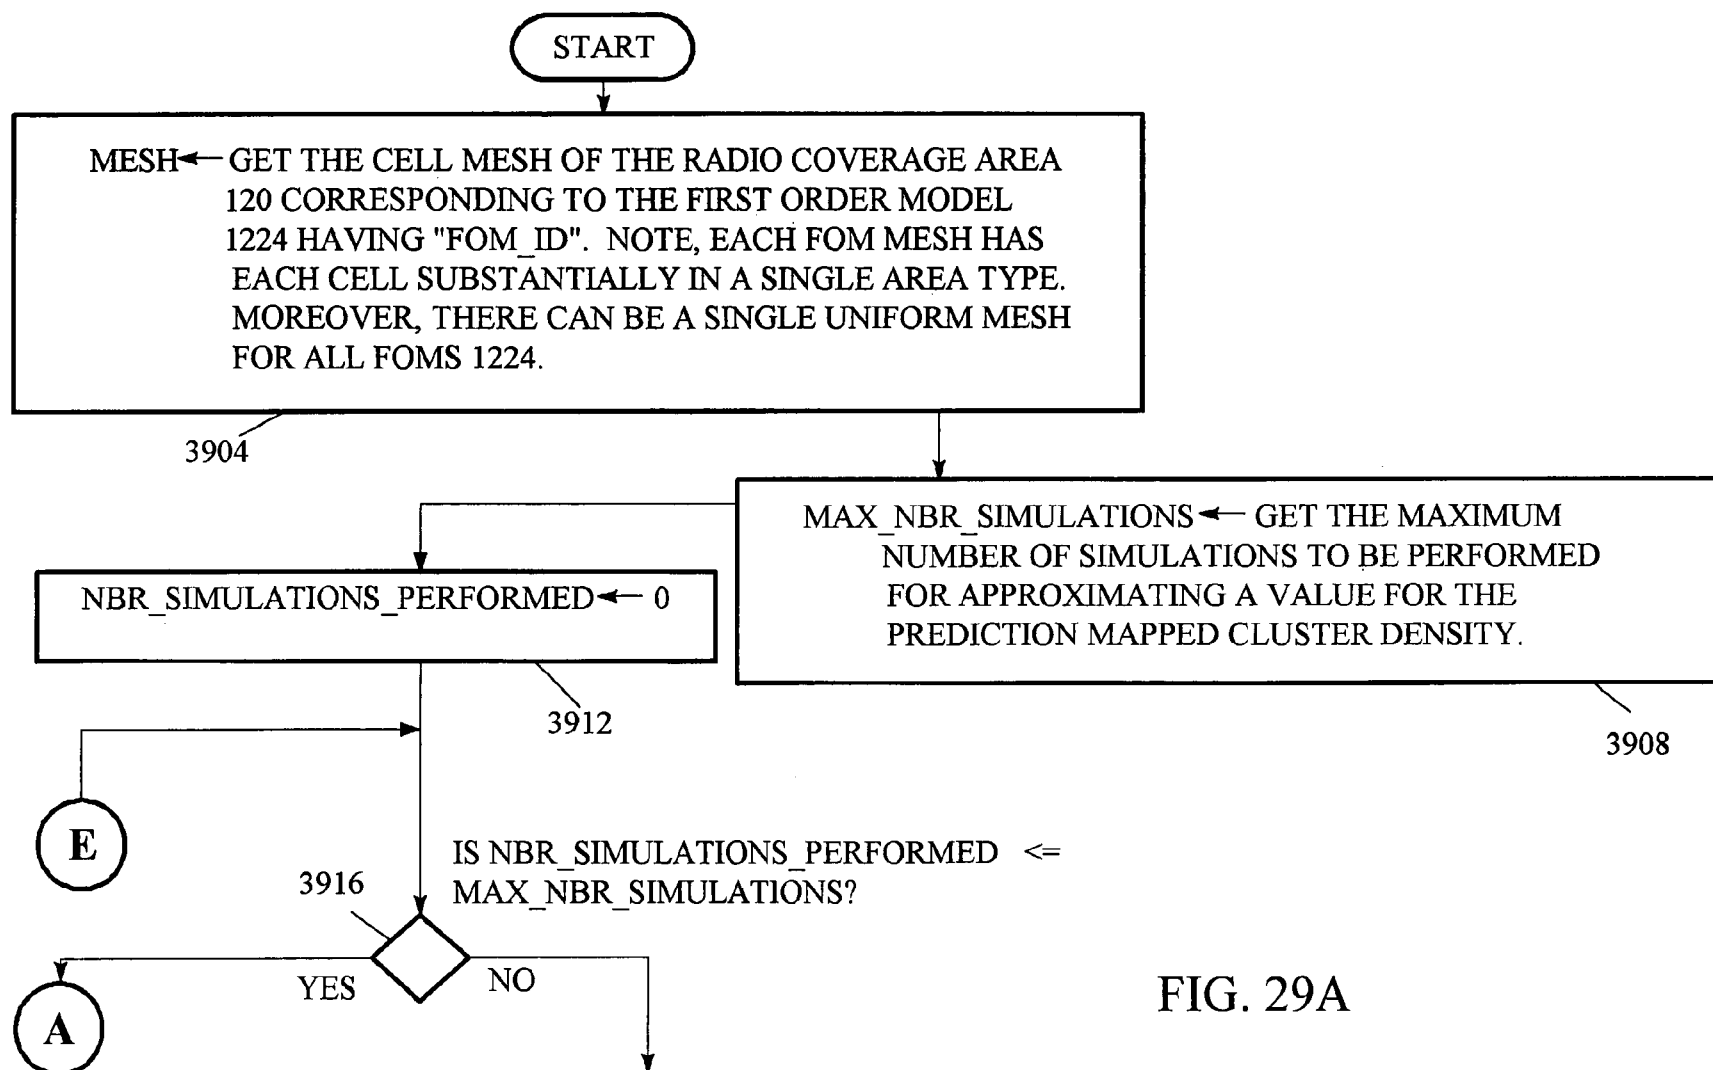 START
MESH← GET THE CELL MESH OF THE RADIO COVERAGE AREA
120 CORRESPONDING TO THE FIRST ORDER MODEL
1224 HAVING "FOM_ID". NOTE, EACH FOM MESH HAS
EACH CELL SUBSTANTIALLY IN A SINGLE AREA TYPE.
MOREOVER, THERE CAN BE A SINGLE UNIFORM MESH
FOR ALL FOMS 1224.
3904
MAX_NBR_SIMULATIONS← GET THE MAXIMUM
NUMBER OF SIMULATIONS TO BE PERFORMED
FOR APPROXIMATING A VALUE FOR THE
PREDICTION MAPPED CLUSTER DENSITY.
3908
NBR_SIMULATIONS_PERFORMED← 0
3912
E
IS NBR_SIMULATIONS_PERFORMED <=
MAX_NBR_SIMULATIONS?
3916
YES
NO
A
FIG. 29A